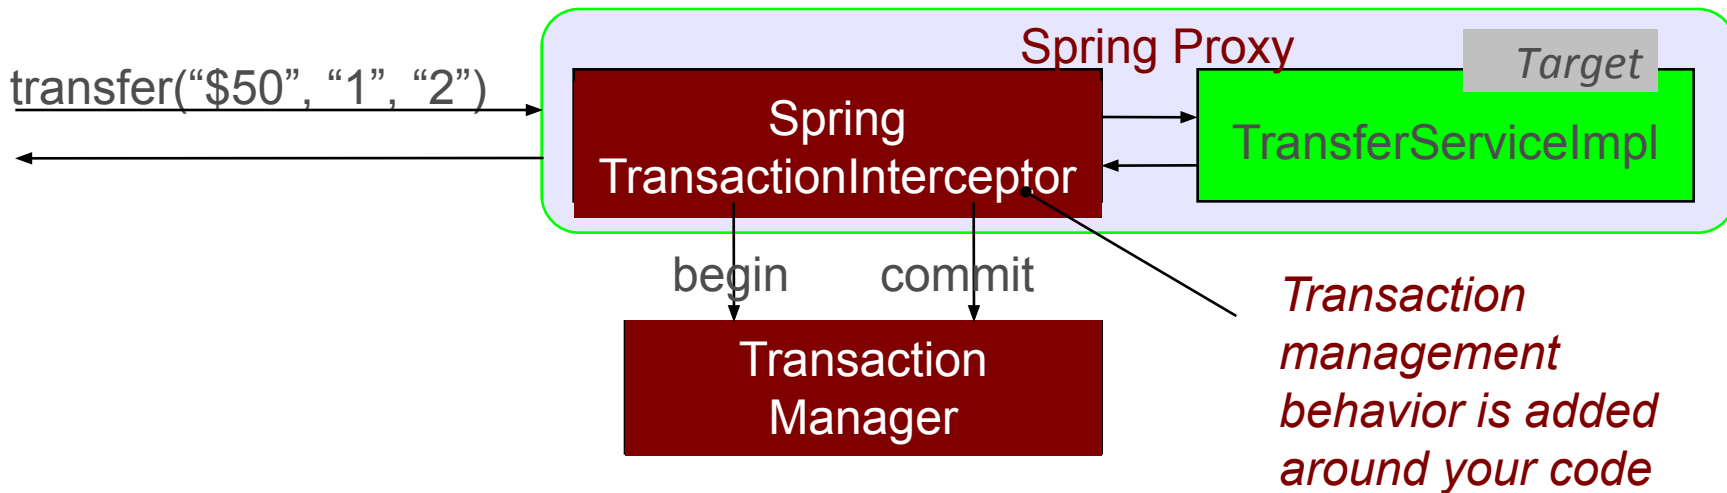 Spring Proxy
Target
transfer(“$50”, “1”, “2”)
Spring
TransactionInterceptor
TransferServiceImpl
begin
commit
Transaction
Manager
Transaction
management
behavior is added
around your code